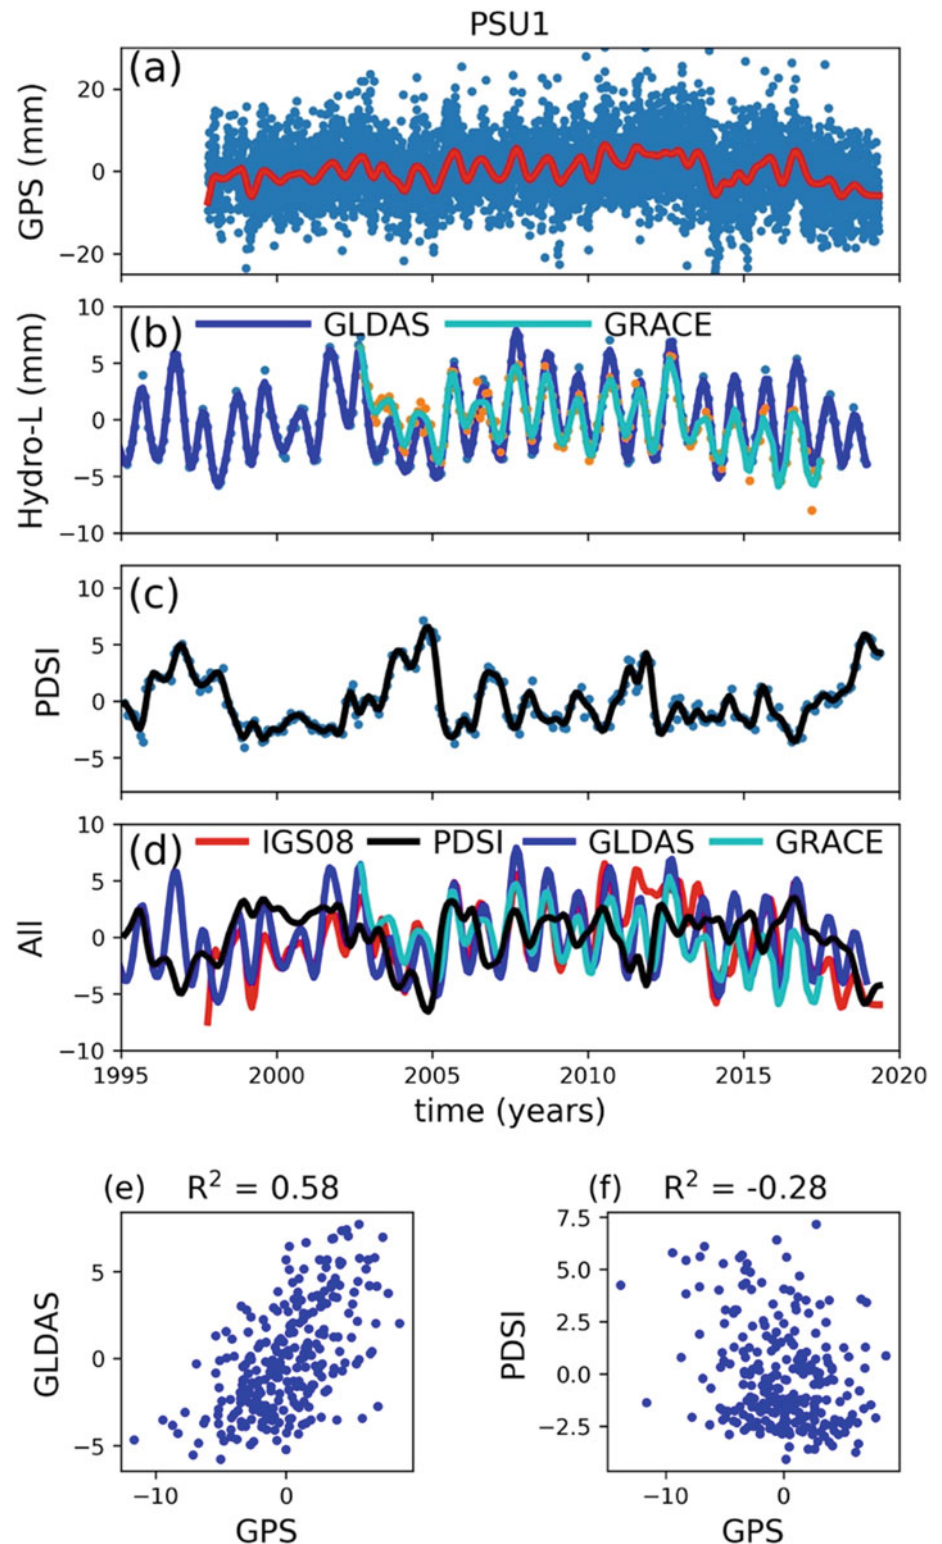 PSU1
(a)
GPS (mm)
20
0
−20
(b) GLDAS GRACE
Hydro-L (mm)
10
5
0
−5
−10
(c)
PDSI
10
5
0
−5
(d) IGS08 PDSI GLDAS GRACE
All
10
5
0
−5
−10
1995 2000 2005 2010 2015 2020
time (years)
(e) R² = 0.58
GLDAS
5
0
−5
−10 0
GPS
(f) R² = -0.28
PDSI
7.5
5.0
2.5
0.0
−2.5
−10 0
GPS